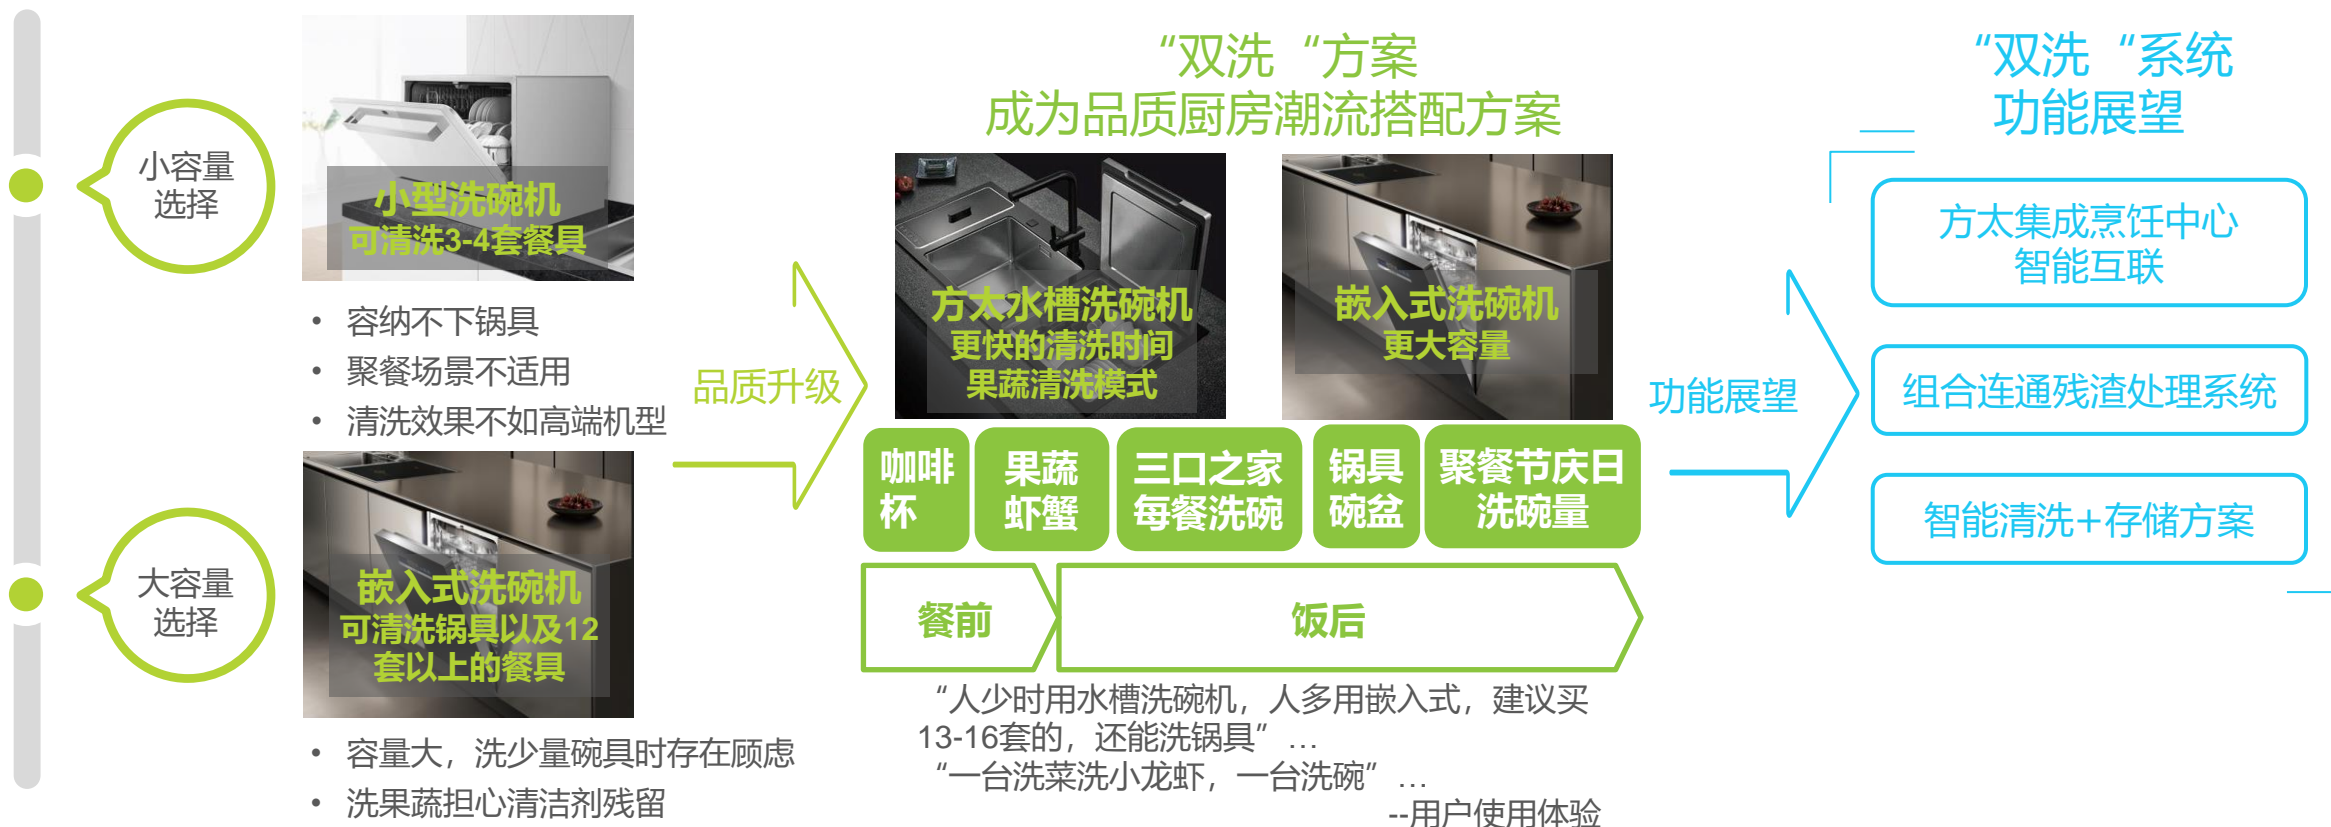 小容量
选择
小型洗碗机
可清洗3-4套餐具
• 容纳不下锅具
• 聚餐场景不适用
• 清洗效果不如高端机型
大容量
选择
嵌入式洗碗机
可清洗锅具以及12
套以上的餐具
• 容量大，洗少量碗具时存在顾虑
• 洗果蔬担心清洁剂残留
品质升级
“双洗“方案
成为品质厨房潮流搭配方案
方太水槽洗碗机
更快的清洗时间
果蔬清洗模式
嵌入式洗碗机
更大容量
咖啡
杯
果蔬
虾蟹
三口之家
每餐洗碗
锅具
碗盆
聚餐节庆日
洗碗量
餐前
饭后
“人少时用水槽洗碗机，人多用嵌入式，建议买
13-16套的，还能洗锅具”…
“一台洗菜洗小龙虾，一台洗碗”…
--用户使用体验
功能展望
“双洗“系统
功能展望
方太集成烹饪中心
智能互联
组合连通残渣处理系统
智能清洗+存储方案